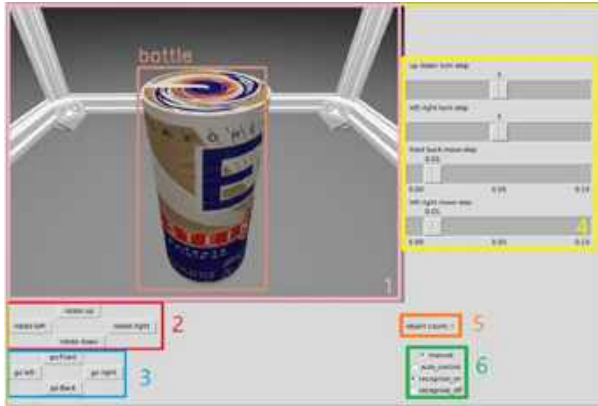 bottle
E
1
up down turn step
left right turn step
front back move step
0.01
0.00 0.05 0.10
left right move step
0.01
0.00 0.05 0.10
4
rotate up
rotate left rotate right
rotate down
2
go Front
go left go right
go Back
3
object count:
5
manual
auto_control
recognise_on
recognise_off
6